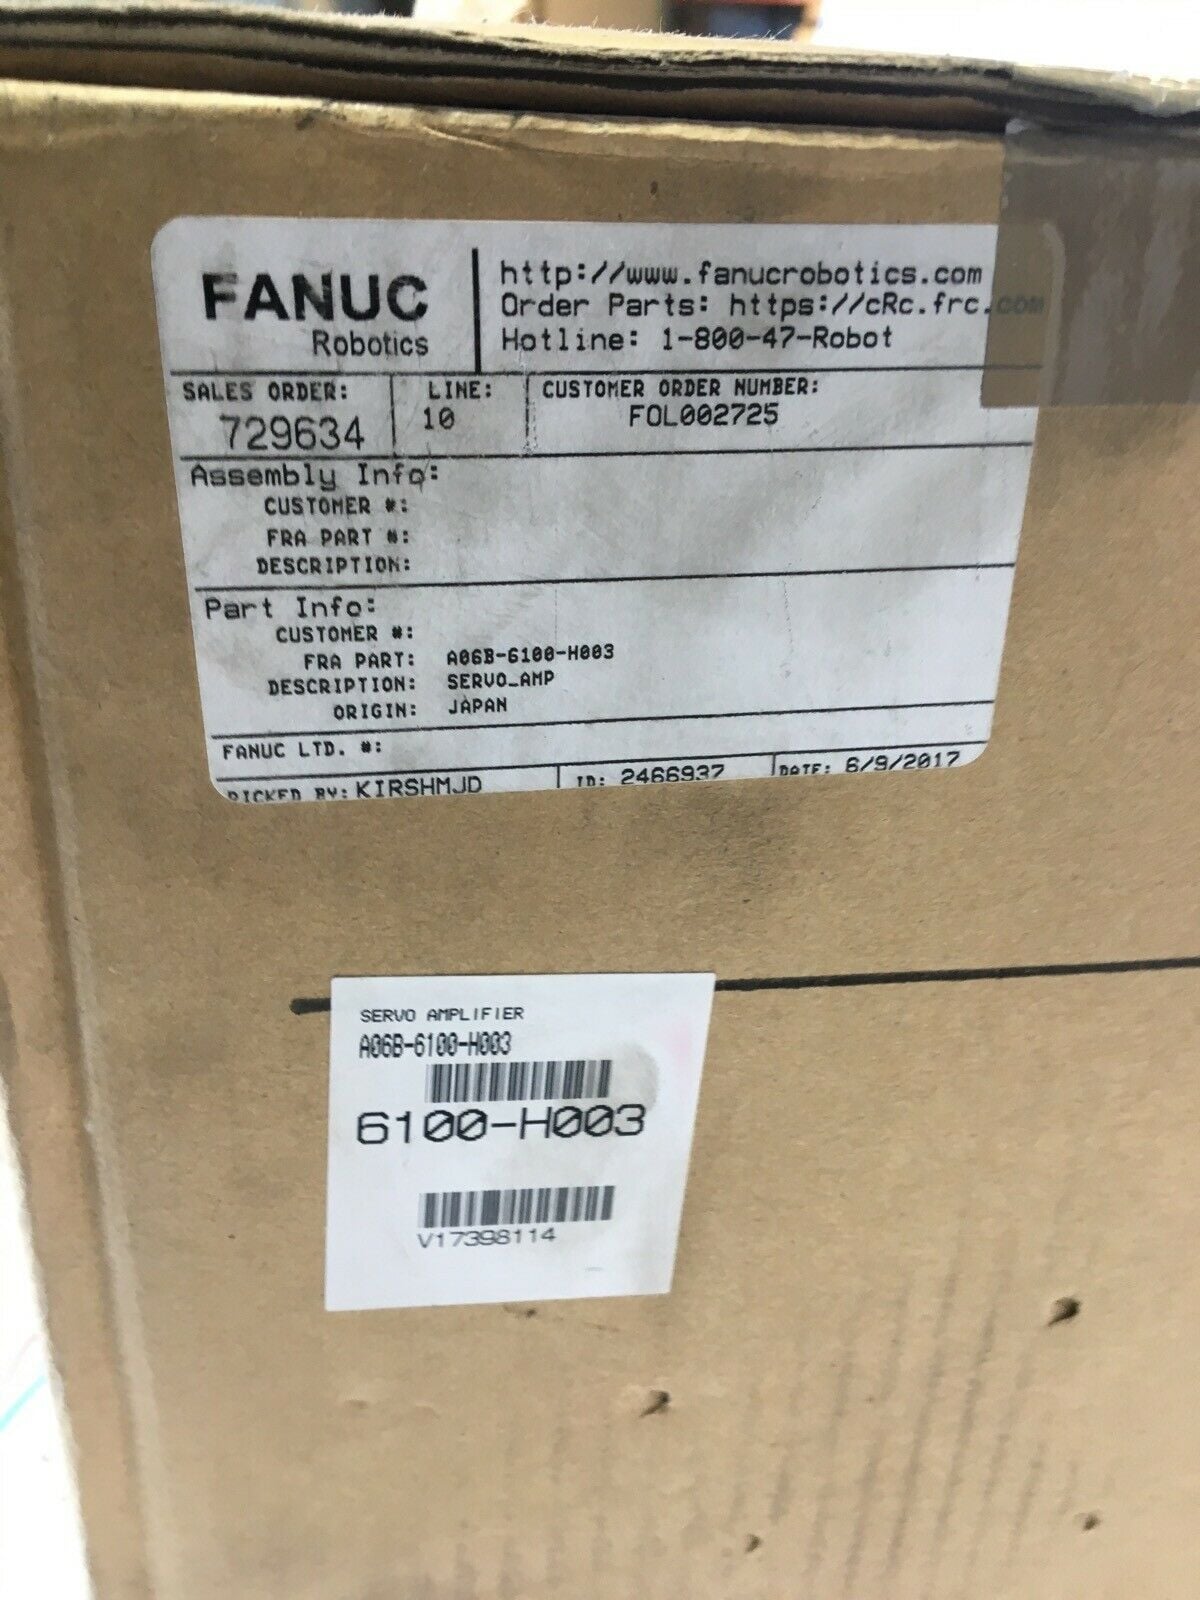 FANUC
Robotics
http://www.fanucrobotics.com
Order Parts: https://cRc.frc.com
Hotline: 1-800-47-Robot
SALES ORDER: LINE: CUSTOMER ORDER NUMBER:
729634 10 FOL002725
Assembly Info:
CUSTOMER #:
FRA PART #:
DESCRIPTION:
Part Info:
CUSTOMER #:
FRA PART: A06B-6100-H003
DESCRIPTION: SERVO_AMP
ORIGIN: JAPAN
FANUC LTD. #:
PICKED BY: KIRSHMJD ID: 2466937 DATE: 6/9/2017
SERVO AMPLIFIER
A06B-6100-H003
6100-H003
V17398114